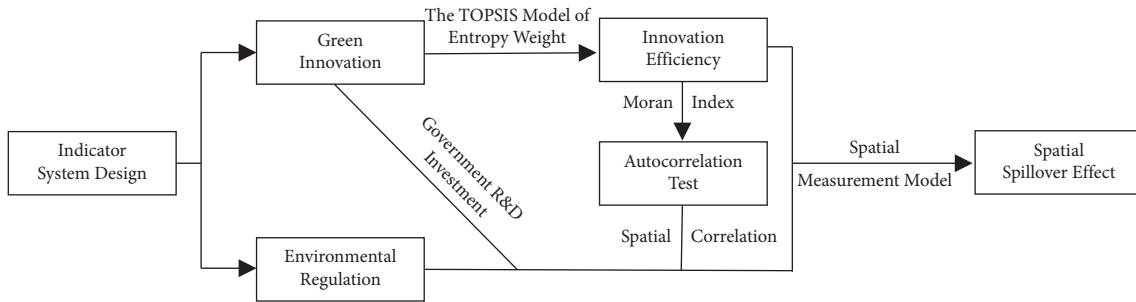 Indicator
System Design
Green
Innovation
The TOPSIS Model of
Entropy Weight
Innovation
Efficiency
Moran Index
Autocorrelation
Test
Spatial Correlation
Government R&D
Investment
Environmental
Regulation
Spatial
Measurement Model
Spatial
Spillover Effect